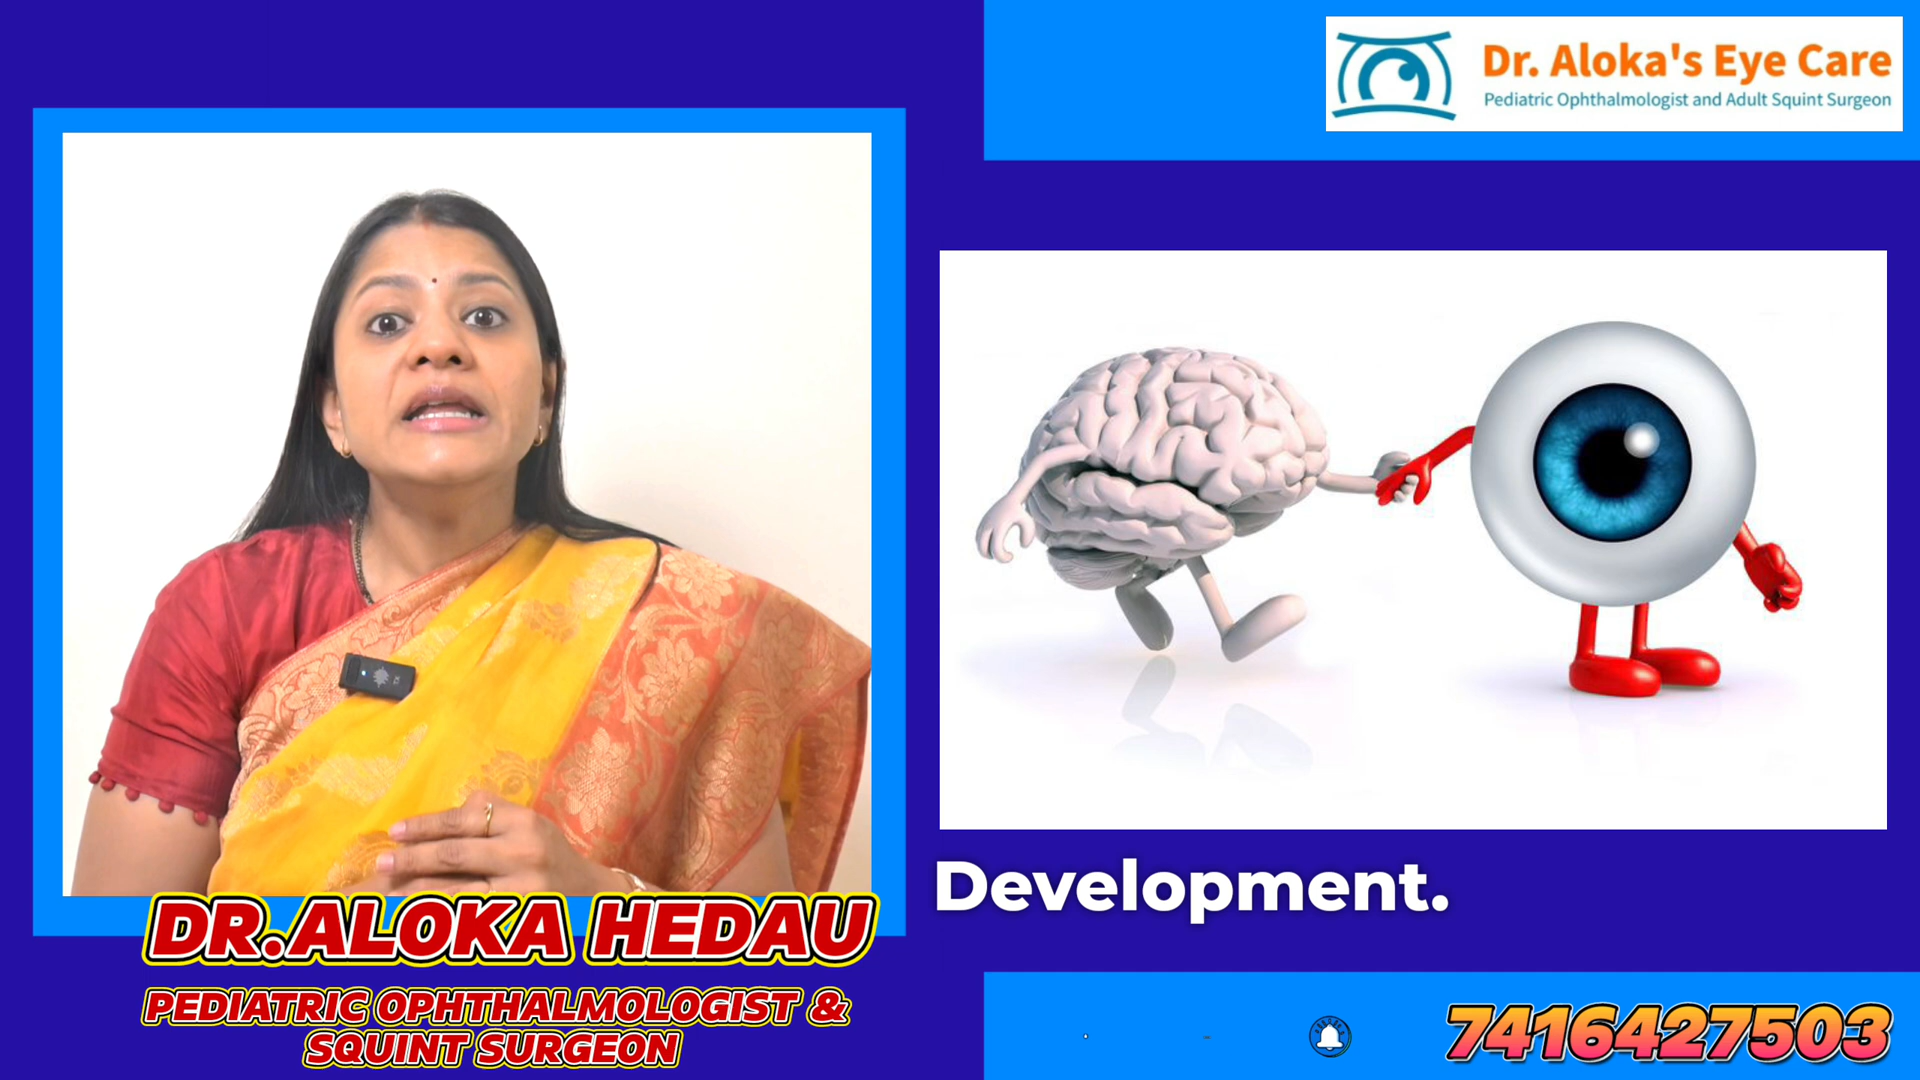 Dr. Aloka's Eye Care
Pediatric Ophthalmologist and Adult Squint Surgeon
Development.
DR.ALOKA HEDAU
PEDIATRIC OPHTHALMOLOGIST &
SQUINT SURGEON
7416427503